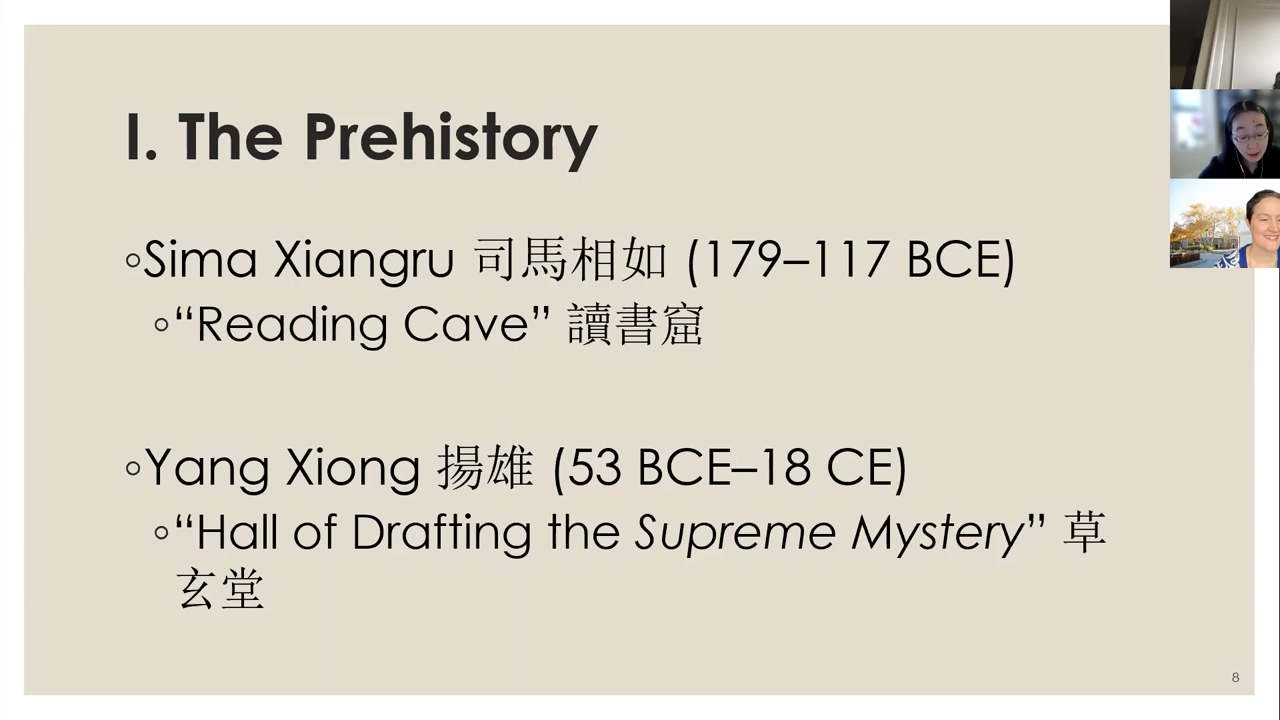 I. The Prehistory
◦Sima Xiangru 司馬相如 (179–117 BCE)
◦“Reading Cave” 讀書窟
◦Yang Xiong 揚雄 (53 BCE–18 CE)
◦“Hall of Drafting the Supreme Mystery” 草
玄堂
8